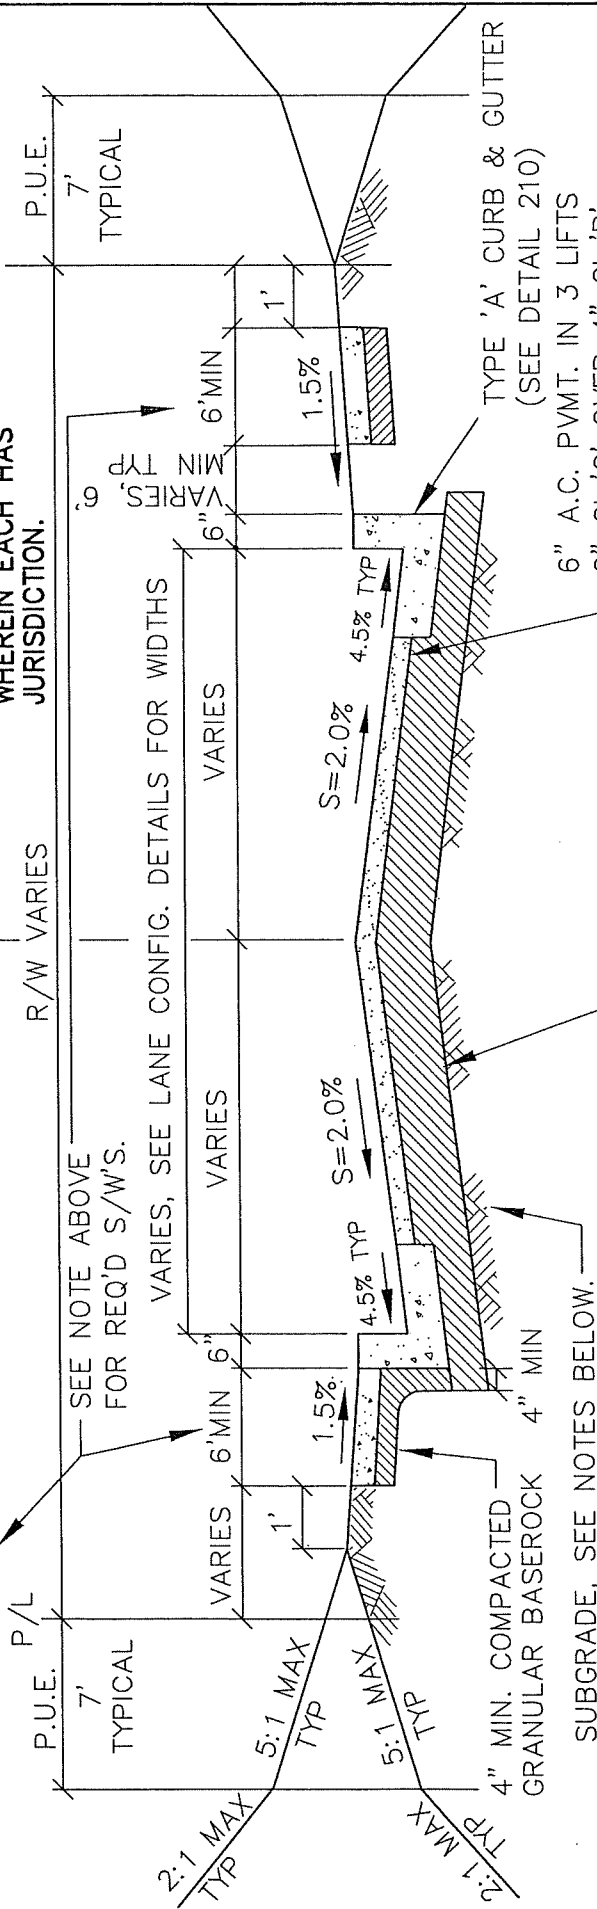 WHEREIN EACH HAS
JURISDICTION.
R/W VARIES
P.U.E.
7'
TYPICAL
P/L
SEE NOTE ABOVE
FOR REQ'D S/W'S.
VARIES, SEE LANE CONFIG. DETAILS FOR WIDTHS
P.U.E.
7'
TYPICAL
VARIES
6'MIN
6"
VARIES
VARIES
6"
VARIES, 6'
MIN TYP
6'MIN
1'
1'
2:1 MAX
TYP
5:1 MAX
TYP
5:1 MAX
TYP
2:1 MAX
TYP
1.5%
4.5% TYP
S=2.0%
S=2.0%
4.5% TYP
1.5%
4" MIN. COMPACTED
GRANULAR BASEROCK
4" MIN
SUBGRADE, SEE NOTES BELOW.
TYPE 'A' CURB & GUTTER
(SEE DETAIL 210)
6" A.C. PVMT. IN 3 LIFTS